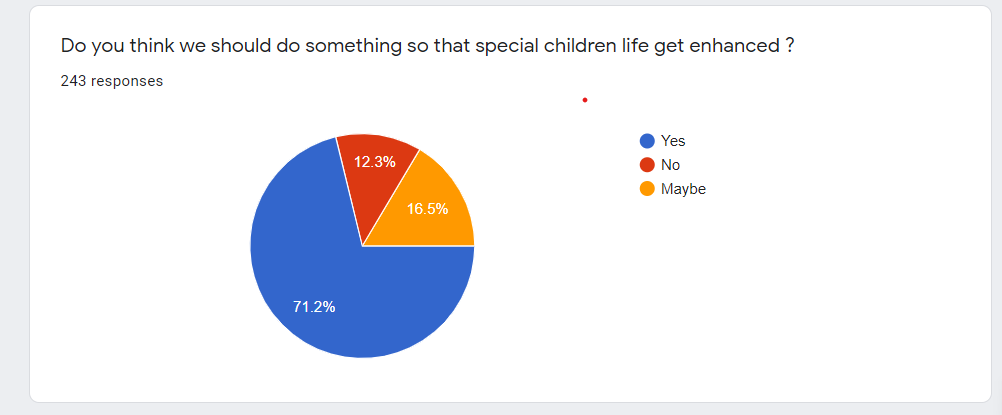 Do you think we should do something so that special children life get enhanced ?
243 responses
Yes
No
Maybe
12.3%
16.5%
71.2%